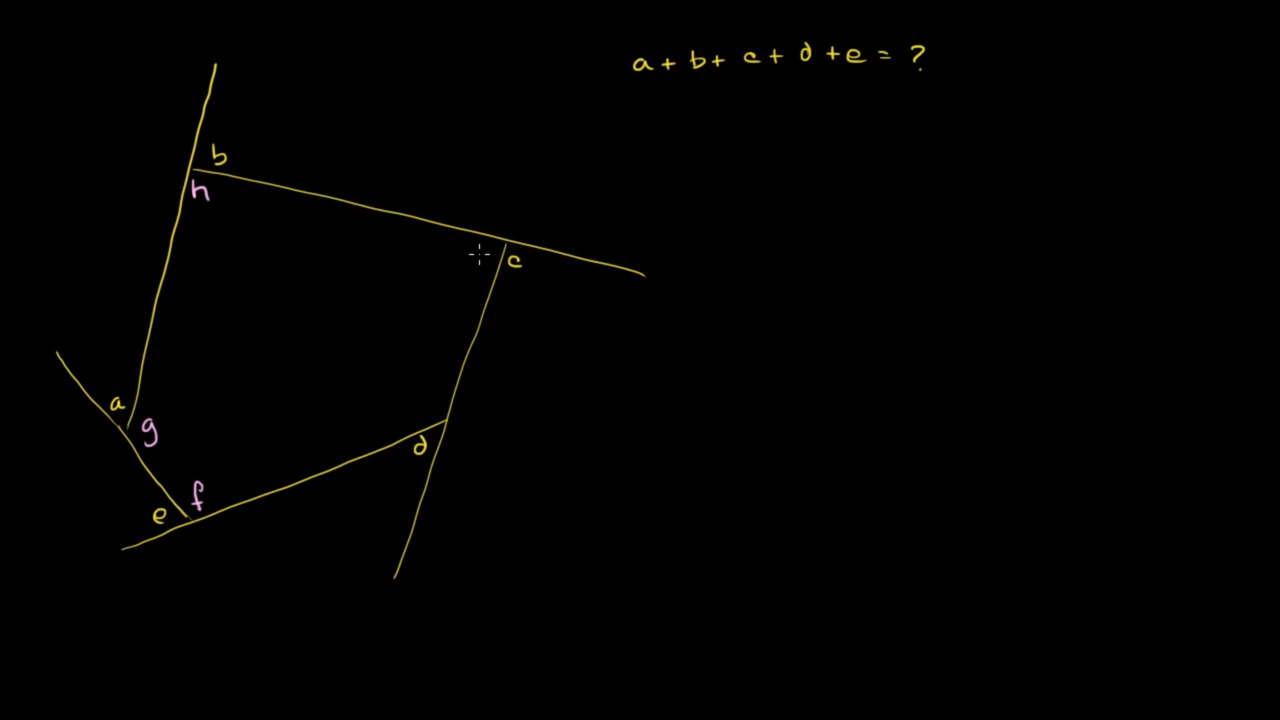 a + b + c + d + e = ?
b
h
c
a
g
d
f
e